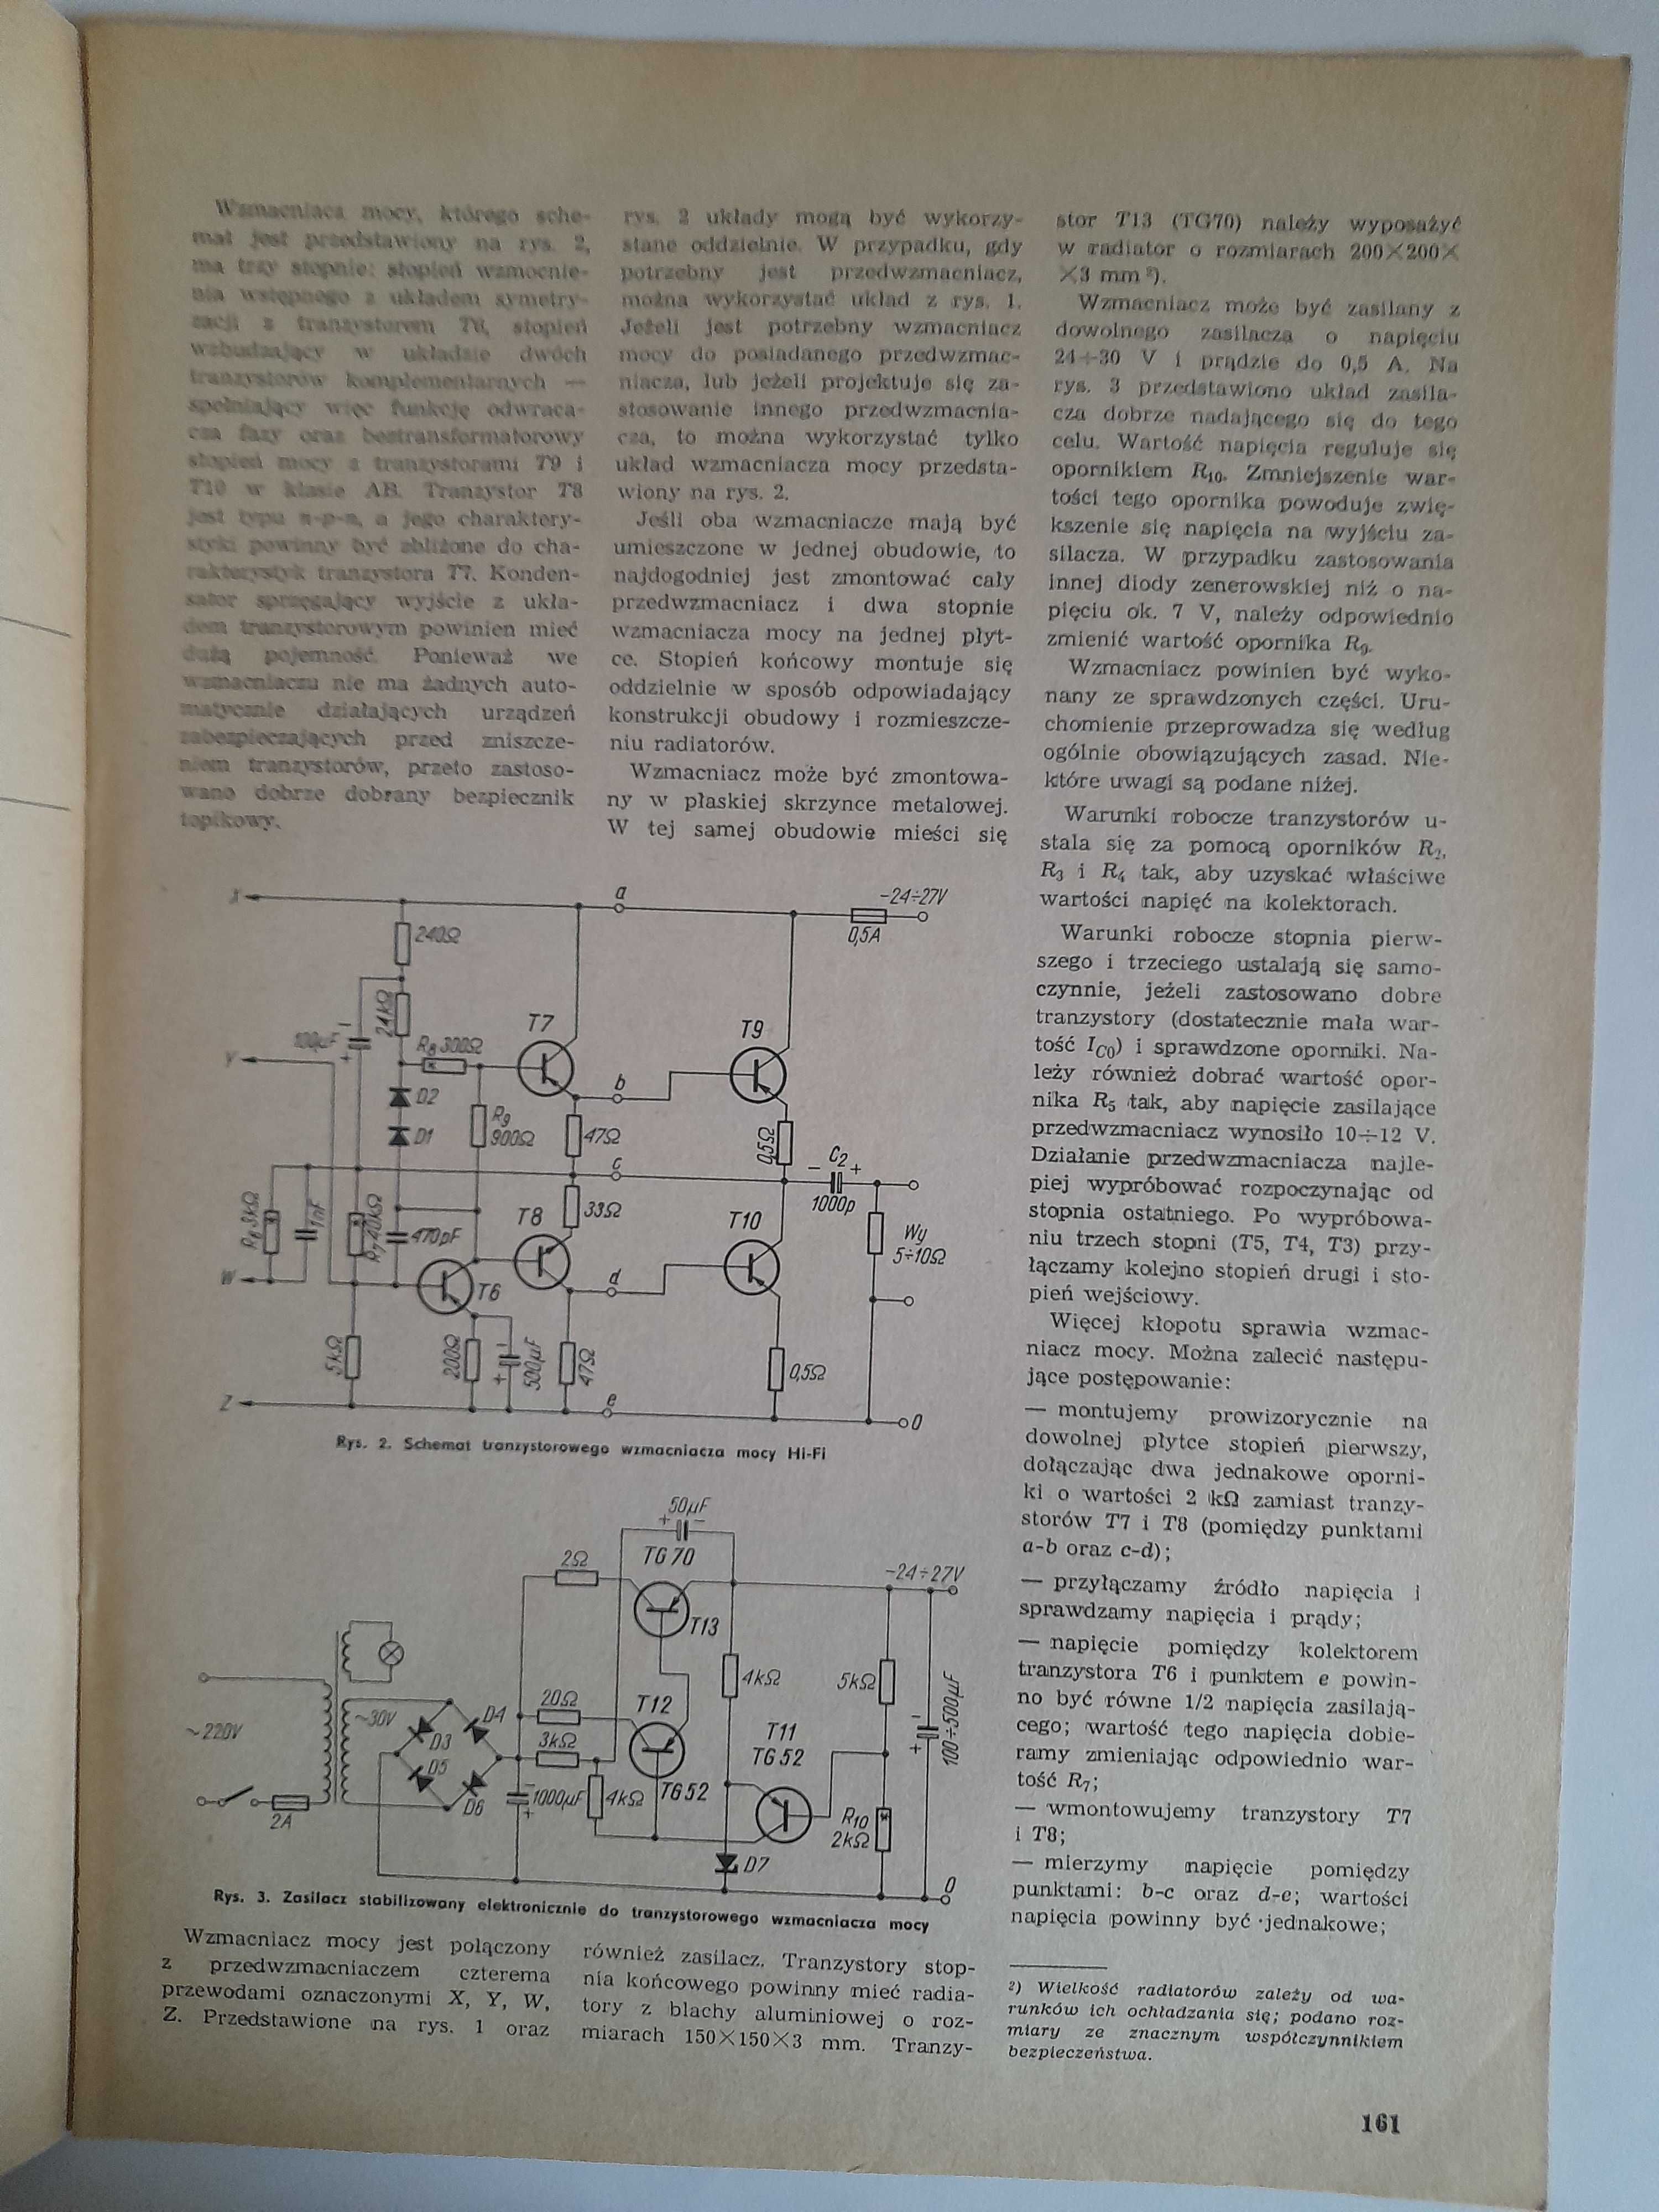 Wzmacniacz mocy, którego sche-
mat jest przedstawiony na rys. 2,
ma trzy stopnie: stopień wzmocnie-
nia wstępnego z układem symetry-
zacji z tranzystorem T6, stopień
wzbudzający w układzie dwóch
tranzystorów komplementarnych —
spełniający więc funkcję odwraca-
cza fazy oraz beztransformatorowy
stopień mocy z tranzystorami T9 i
T10 w klasie AB. Tranzystor T8
jest typu n-p-n, a jego charaktery-
styki powinny być zbliżone do cha-
rakterystyk tranzystora T7. Konden-
sator sprzęgający wyjście z ukła-
dem tranzystorowym powinien mieć
dużą pojemność. Ponieważ we
wzmacniaczu nie ma żadnych auto-
matycznie działających urządzeń
zabezpieczających przed zniszcze-
niem tranzystorów, przeto zastoso-
wano dobrze dobrany bezpiecznik
topikowy.
rys. 2 układy mogą być wykorzy-
stane oddzielnie. W przypadku, gdy
potrzebny jest przedwzmacniacz,
można wykorzystać układ z rys. 1.
Jeżeli jest potrzebny wzmacniacz
mocy do posiadanego przedwzmac-
niacza, lub jeżeli projektuje się za-
stosowanie innego przedwzmacnia-
cza, to można wykorzystać tylko
układ wzmacniacza mocy przedsta-
wiony na rys. 2.
Jeśli oba wzmacniacze mają być
umieszczone w jednej obudowie, to
najdogodniej jest zmontować cały
przedwzmacniacz i dwa stopnie
wzmacniacza mocy na jednej płyt-
ce. Stopień końcowy montuje się
oddzielnie w sposób odpowiadający
konstrukcji obudowy i rozmieszcze-
niu radiatorów.
Wzmacniacz może być zmontowa-
ny w płaskiej skrzynce metalowej.
W tej samej obudowie mieści się
X
a
-24÷27V
0,5A
240Ω
24kΩ
100µF
R8 300Ω
T7
T9
Y
b
D2
D1
R9
900Ω
47Ω
0,5Ω
c
C2
1000p
R6 3kΩ
1nF
R7 40kΩ
470pF
T8
33Ω
T10
Wy
5÷10Ω
W
T6
d
5kΩ
200Ω
500µF
47Ω
0,5Ω
Z
e
0
Rys. 2. Schemat tranzystorowego wzmacniacza mocy Hi-Fi
50µF
2Ω
TG 70
-24÷27V
T13
4kΩ
5kΩ
100÷500µF
~220V
~30V
D3
D4
D5
D6
20Ω
3kΩ
T12
T11
TG 52
1000µF
4kΩ
TG52
R10
2kΩ
2A
D7
0
Rys. 3. Zasilacz stabilizowany elektronicznie do tranzystorowego wzmacniacza mocy
Wzmacniacz mocy jest połączony
z przedwzmacniaczem czterema
przewodami oznaczonymi X, Y, W,
Z. Przedstawione na rys. 1 oraz
również zasilacz. Tranzystory stop-
nia końcowego powinny mieć radia-
tory z blachy aluminiowej o roz-
miarach 150×150×3 mm. Tranzy-
stor T13 (TG70) należy wyposażyć
w radiator o rozmiarach 200×200×
×3 mm ²).
Wzmacniacz może być zasilany z
dowolnego zasilacza o napięciu
24÷30 V i prądzie do 0,5 A. Na
rys. 3 przedstawiono układ zasila-
cza dobrze nadającego się do tego
celu. Wartość napięcia reguluje się
opornikiem R10. Zmniejszenie war-
tości tego opornika powoduje zwię-
kszenie się napięcia na wyjściu za-
silacza. W przypadku zastosowania
innej diody zenerowskiej niż o na-
pięciu ok. 7 V, należy odpowiednio
zmienić wartość opornika R9.
Wzmacniacz powinien być wyko-
nany ze sprawdzonych części. Uru-
chomienie przeprowadza się według
ogólnie obowiązujących zasad. Nie-
które uwagi są podane niżej.
Warunki robocze tranzystorów u-
stala się za pomocą oporników R2,
R3 i R4 tak, aby uzyskać właściwe
wartości napięć na kolektorach.
Warunki robocze stopnia pierw-
szego i trzeciego ustalają się samo-
czynnie, jeżeli zastosowano dobre
tranzystory (dostatecznie mała war-
tość IC0) i sprawdzone oporniki. Na-
leży również dobrać wartość opor-
nika R5 tak, aby napięcie zasilające
przedwzmacniacz wynosiło 10÷12 V.
Działanie przedwzmacniacza najle-
piej wypróbować rozpoczynając od
stopnia ostatniego. Po wypróbowa-
niu trzech stopni (T5, T4, T3) przy-
łączamy kolejno stopień drugi i sto-
pień wejściowy.
Więcej kłopotu sprawia wzmac-
niacz mocy. Można zalecić następu-
jące postępowanie:
— montujemy prowizorycznie na
dowolnej płytce stopień pierwszy,
dołączając dwa jednakowe oporni-
ki o wartości 2 kΩ zamiast tranzy-
storów T7 i T8 (pomiędzy punktami
a-b oraz c-d);
— przyłączamy źródło napięcia i
sprawdzamy napięcia i prądy;
— napięcie pomiędzy kolektorem
tranzystora T6 i punktem e powin-
no być równe 1/2 napięcia zasilają-
cego; wartość tego napięcia dobie-
ramy zmieniając odpowiednio war-
tość R7;
— wmontowujemy tranzystory T7
i T8;
— mierzymy napięcie pomiędzy
punktami: b-c oraz d-e; wartości
napięcia powinny być jednakowe;
²) Wielkość radiatorów zależy od wa-
runków ich ochładzania się; podano roz-
miary ze znacznym współczynnikiem
bezpieczeństwa.
161